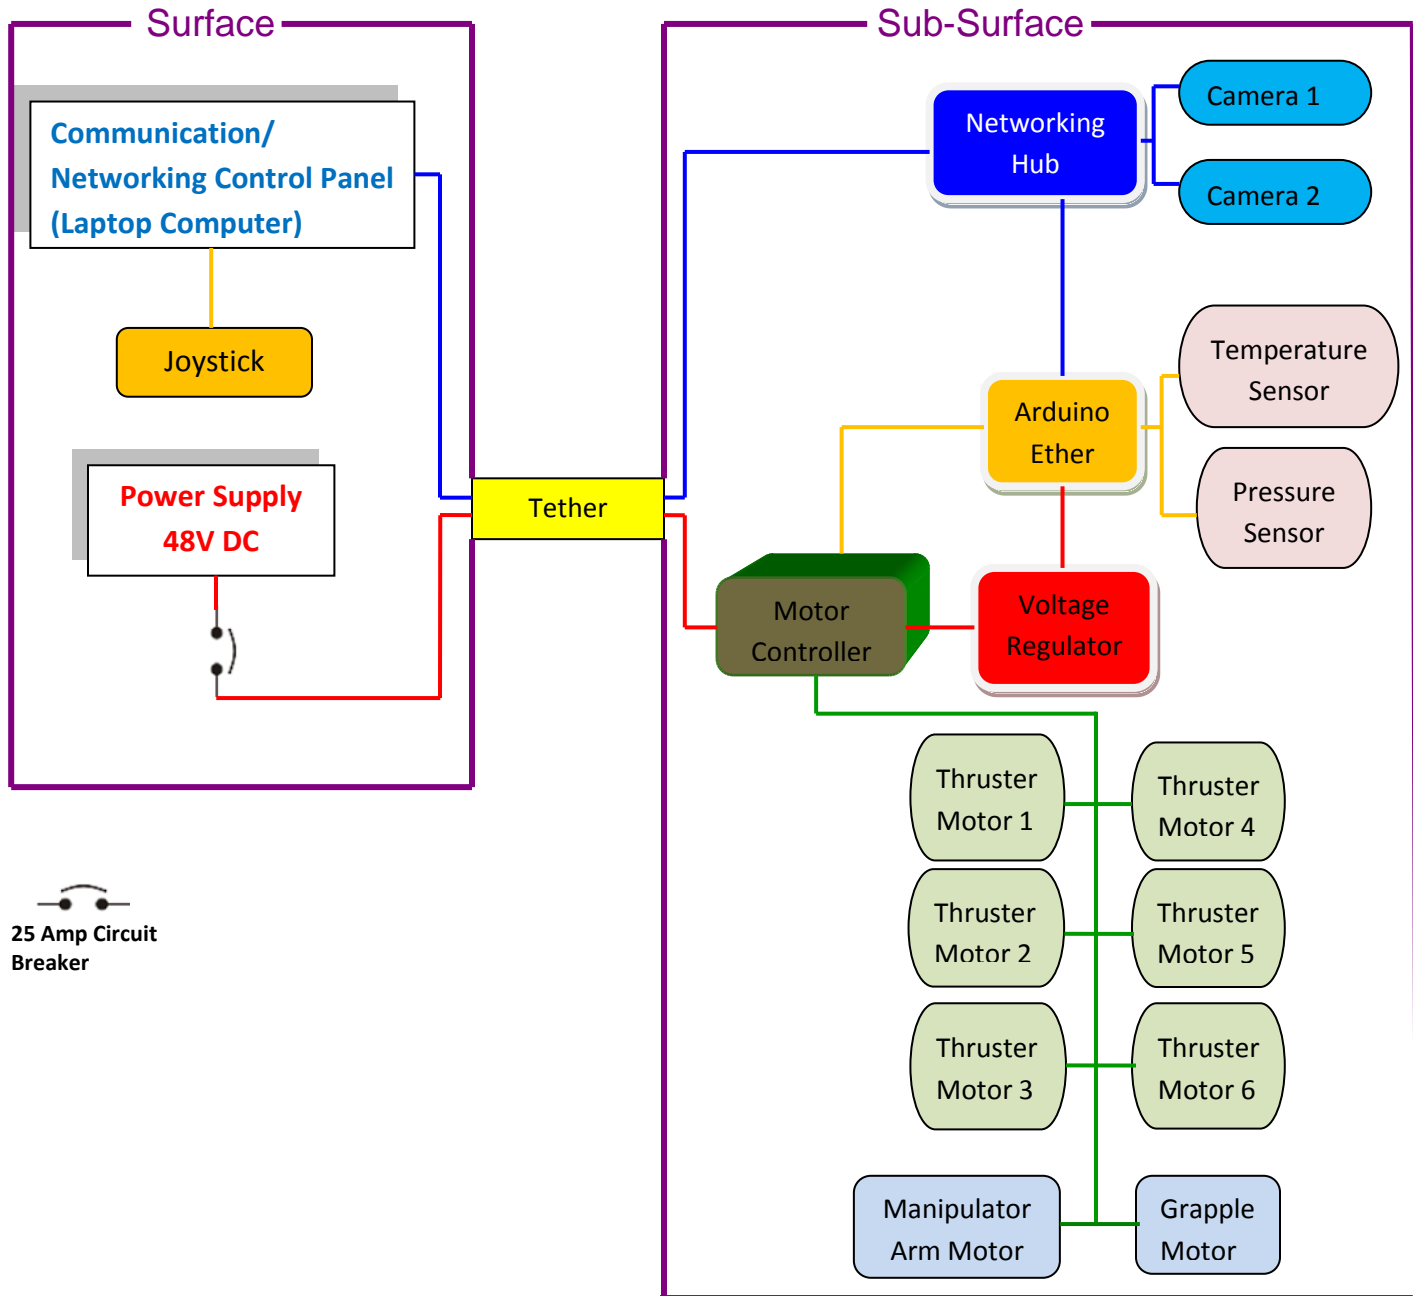 Surface
Sub-Surface
Communication/
Networking Control Panel
(Laptop Computer)
Joystick
Power Supply
48V DC
Tether
25 Amp Circuit
Breaker
Networking
Hub
Camera 1
Camera 2
Arduino
Ether
Temperature
Sensor
Pressure
Sensor
Motor
Controller
Voltage
Regulator
Thruster
Motor 1
Thruster
Motor 4
Thruster
Motor 2
Thruster
Motor 5
Thruster
Motor 3
Thruster
Motor 6
Manipulator
Arm Motor
Grapple
Motor